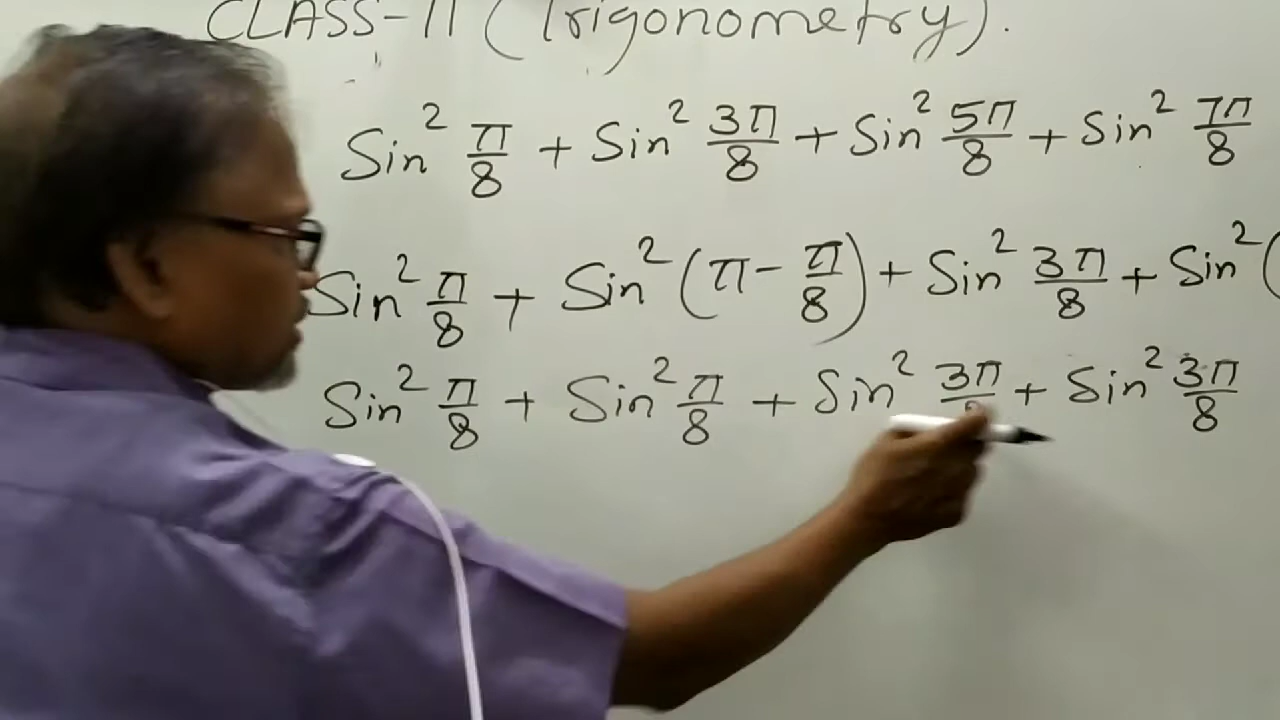 CLASS-11 (Trigonometry).
Sin² π/8 + Sin² 3π/8 + Sin² 5π/8 + Sin² 7π/8
Sin² π/8 + Sin² (π - π/8) + Sin² 3π/8 + Sin² (
Sin² π/8 + Sin² π/8 + Sin² 3π/8 + Sin² 3π/8